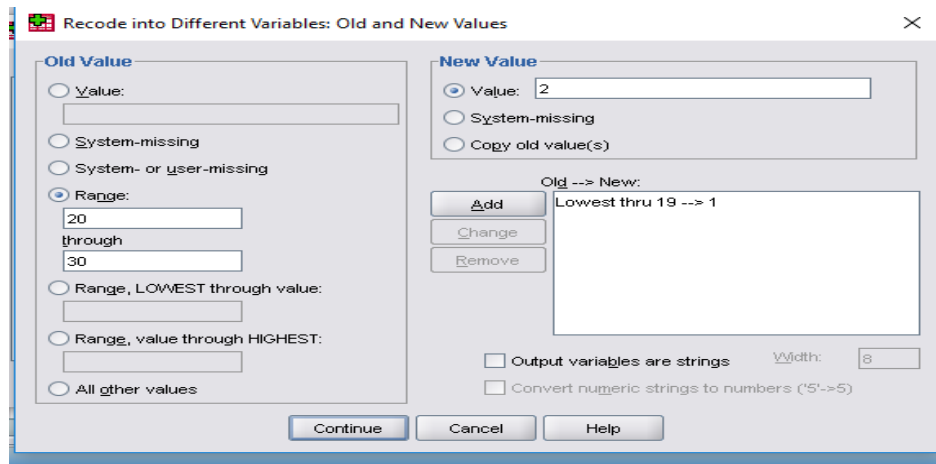 Recode into Different Variables: Old and New Values
Old Value
Value:
System-missing
System- or user-missing
Range:
20
through
30
Range, LOWEST through value:
Range, value through HIGHEST:
All other values
New Value
Value: 2
System-missing
Copy old value(s)
Old --> New:
Add
Change
Remove
Lowest thru 19 --> 1
Output variables are strings Width: 8
Convert numeric strings to numbers ('5'->5)
Continue Cancel Help